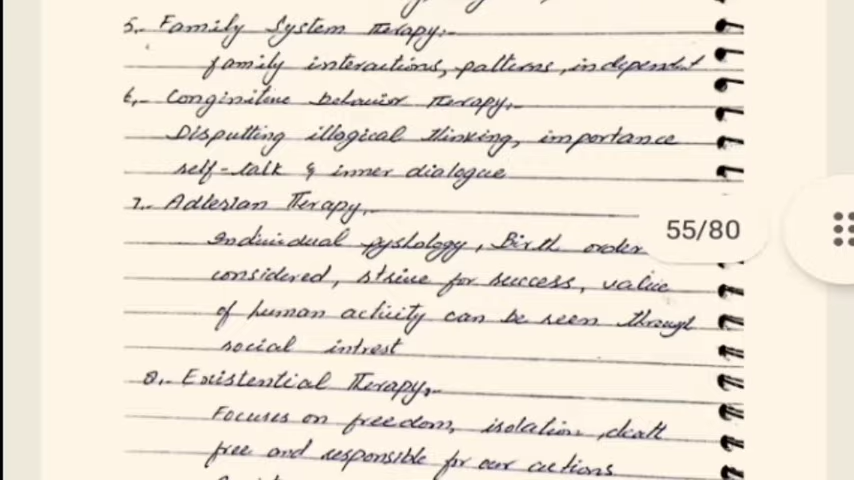 5.- Family System Therapy:-
family interactions, patterns, independent
6.- Conginitive behavior Therapy,-
Disputting illogical thinking, importance
self-talk & inner dialogue
7.- Adlerian Therapy,-
Individual pyshology, Birth order
55/80
considered, strive for success, value
of human activity can be seen through
social intrest
8.- Existential Therapy,-
Focuses on freedom, isolation, death
free and responsible for our actions